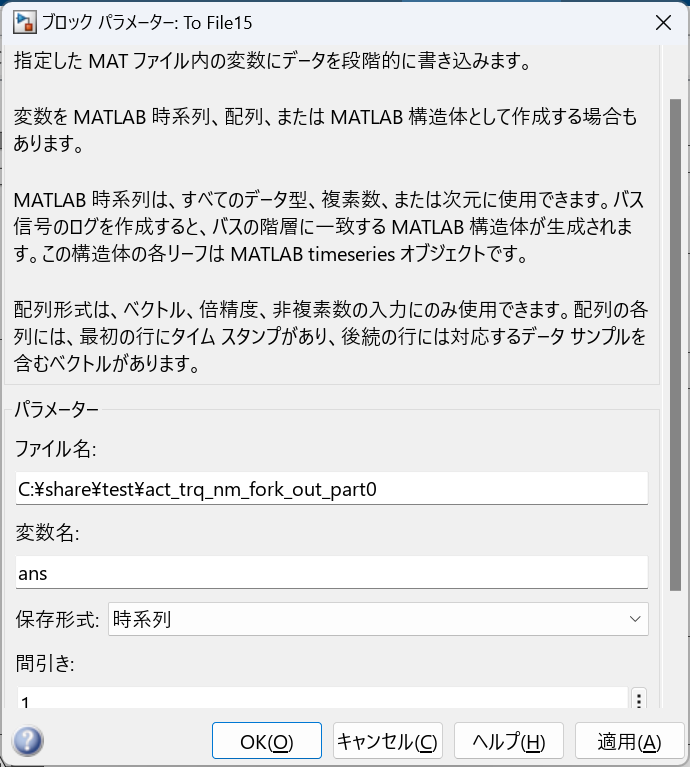 ブロック パラメーター: To File15
指定した MAT ファイル内の変数にデータを段階的に書き込みます。
変数を MATLAB 時系列、配列、または MATLAB 構造体として作成する場合も
あります。
MATLAB 時系列は、すべてのデータ型、複素数、または次元に使用できます。バス
信号のログを作成すると、バスの階層に一致する MATLAB 構造体が生成されま
す。この構造体の各リーフは MATLAB timeseries オブジェクトです。
配列形式は、ベクトル、倍精度、非複素数の入力にのみ使用できます。配列の各
列には、最初の行にタイム スタンプがあり、後続の行には対応するデータ サンプルを
含むベクトルがあります。
パラメーター
ファイル名:
C:¥share¥test¥act_trq_nm_fork_out_part0
変数名:
ans
保存形式: 時系列
間引き:
1
OK(O) キャンセル(C) ヘルプ(H) 適用(A)